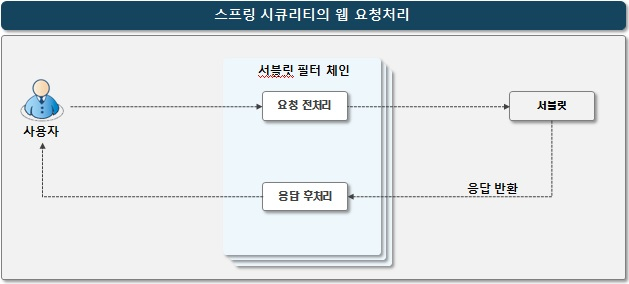 스프링 시큐리티의 웹 요청처리
서블릿 필터 체인
요청 전처리
서블릿
사용자
응답 후처리
응답 반환